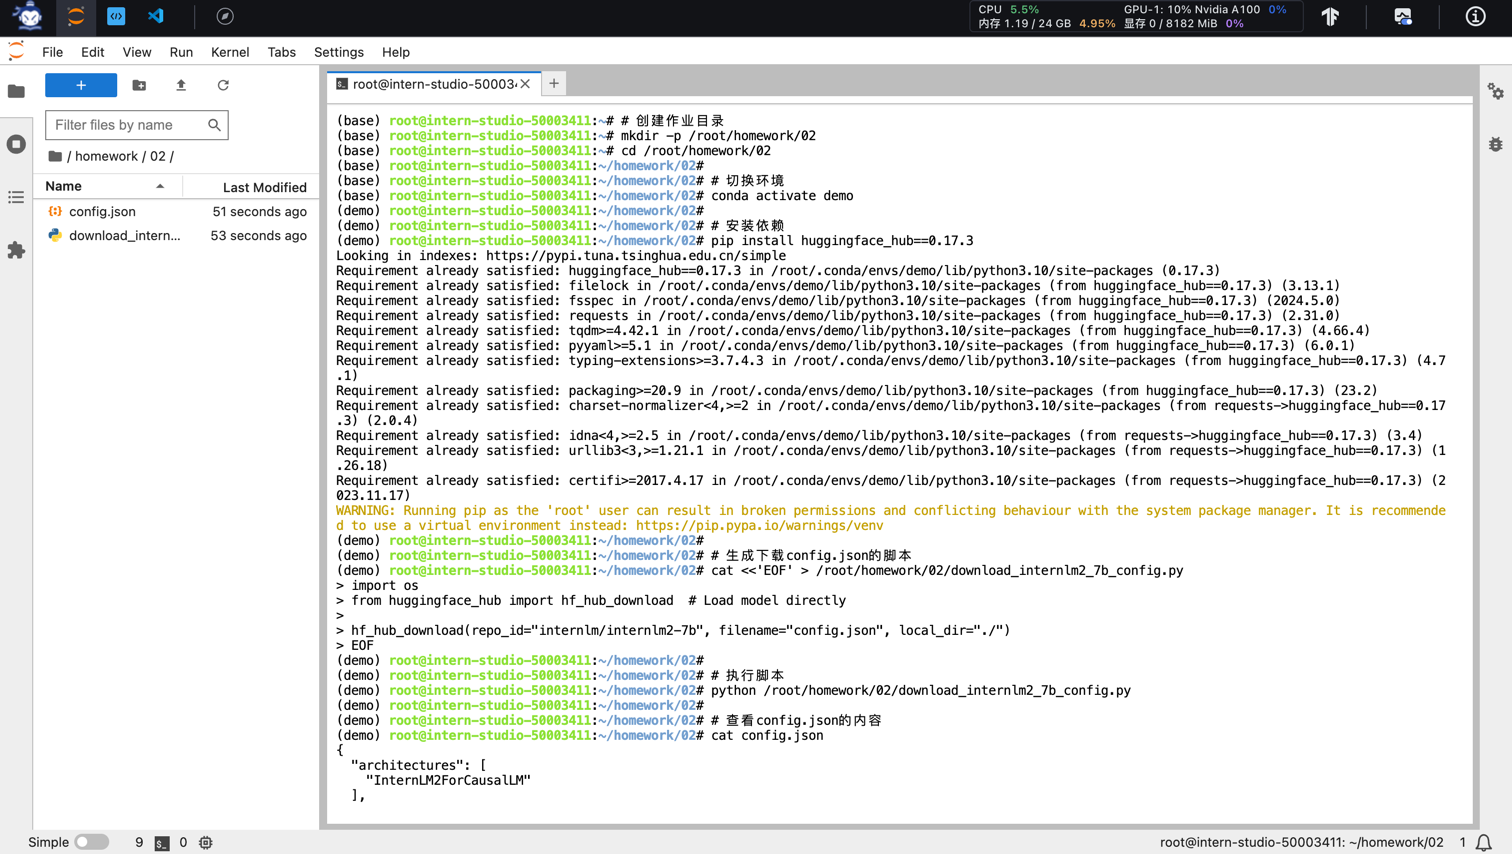 CPU 5.5% GPU-1: 10% Nvidia A100 0%
内存 1.19 / 24 GB 4.95% 显存 0 / 8182 MiB 0%
File Edit View Run Kernel Tabs Settings Help
root@intern-studio-50003
Filter files by name
/ homework / 02 /
Name Last Modified
config.json 51 seconds ago
download_intern... 53 seconds ago
(base) root@intern-studio-50003411:~# # 创建作业目录
(base) root@intern-studio-50003411:~# mkdir -p /root/homework/02
(base) root@intern-studio-50003411:~# cd /root/homework/02
(base) root@intern-studio-50003411:~/homework/02#
(base) root@intern-studio-50003411:~/homework/02# # 切换环境
(base) root@intern-studio-50003411:~/homework/02# conda activate demo
(demo) root@intern-studio-50003411:~/homework/02#
(demo) root@intern-studio-50003411:~/homework/02# # 安装依赖
(demo) root@intern-studio-50003411:~/homework/02# pip install huggingface_hub==0.17.3
Looking in indexes: https://pypi.tuna.tsinghua.edu.cn/simple
Requirement already satisfied: huggingface_hub==0.17.3 in /root/.conda/envs/demo/lib/python3.10/site-packages (0.17.3)
Requirement already satisfied: filelock in /root/.conda/envs/demo/lib/python3.10/site-packages (from huggingface_hub==0.17.3) (3.13.1)
Requirement already satisfied: fsspec in /root/.conda/envs/demo/lib/python3.10/site-packages (from huggingface_hub==0.17.3) (2024.5.0)
Requirement already satisfied: requests in /root/.conda/envs/demo/lib/python3.10/site-packages (from huggingface_hub==0.17.3) (2.31.0)
Requirement already satisfied: tqdm>=4.42.1 in /root/.conda/envs/demo/lib/python3.10/site-packages (from huggingface_hub==0.17.3) (4.66.4)
Requirement already satisfied: pyyaml>=5.1 in /root/.conda/envs/demo/lib/python3.10/site-packages (from huggingface_hub==0.17.3) (6.0.1)
Requirement already satisfied: typing-extensions>=3.7.4.3 in /root/.conda/envs/demo/lib/python3.10/site-packages (from huggingface_hub==0.17.3) (4.7
.1)
Requirement already satisfied: packaging>=20.9 in /root/.conda/envs/demo/lib/python3.10/site-packages (from huggingface_hub==0.17.3) (23.2)
Requirement already satisfied: charset-normalizer<4,>=2 in /root/.conda/envs/demo/lib/python3.10/site-packages (from requests->huggingface_hub==0.17
.3) (2.0.4)
Requirement already satisfied: idna<4,>=2.5 in /root/.conda/envs/demo/lib/python3.10/site-packages (from requests->huggingface_hub==0.17.3) (3.4)
Requirement already satisfied: urllib3<3,>=1.21.1 in /root/.conda/envs/demo/lib/python3.10/site-packages (from requests->huggingface_hub==0.17.3) (1
.26.18)
Requirement already satisfied: certifi>=2017.4.17 in /root/.conda/envs/demo/lib/python3.10/site-packages (from requests->huggingface_hub==0.17.3) (2
023.11.17)
WARNING: Running pip as the 'root' user can result in broken permissions and conflicting behaviour with the system package manager. It is recommende
d to use a virtual environment instead: https://pip.pypa.io/warnings/venv
(demo) root@intern-studio-50003411:~/homework/02#
(demo) root@intern-studio-50003411:~/homework/02# # 生成下载config.json的脚本
(demo) root@intern-studio-50003411:~/homework/02# cat <<'EOF' > /root/homework/02/download_internlm2_7b_config.py
> import os
> from huggingface_hub import hf_hub_download  # Load model directly
>
> hf_hub_download(repo_id="internlm/internlm2-7b", filename="config.json", local_dir="./")
> EOF
(demo) root@intern-studio-50003411:~/homework/02#
(demo) root@intern-studio-50003411:~/homework/02# # 执行脚本
(demo) root@intern-studio-50003411:~/homework/02# python /root/homework/02/download_internlm2_7b_config.py
(demo) root@intern-studio-50003411:~/homework/02#
(demo) root@intern-studio-50003411:~/homework/02# # 查看config.json的内容
(demo) root@intern-studio-50003411:~/homework/02# cat config.json
{
  "architectures": [
    "InternLM2ForCausalLM"
  ],
Simple 9 0 root@intern-studio-50003411: ~/homework/02 1